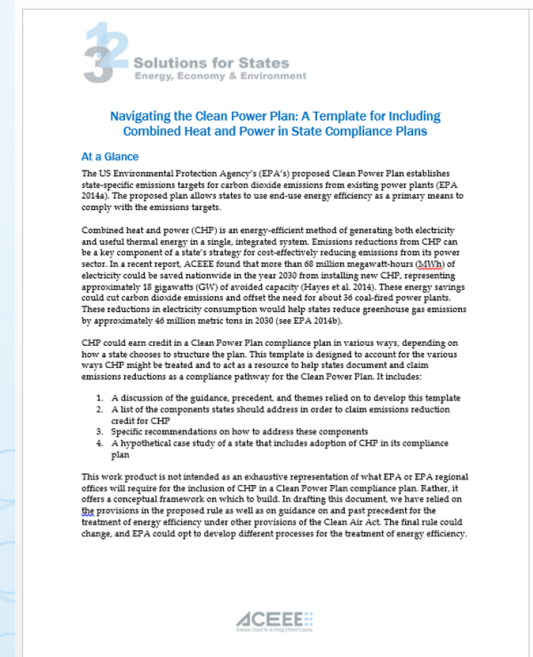 123
Solutions for States
Energy, Economy & Environment
Navigating the Clean Power Plan: A Template for Including
Combined Heat and Power in State Compliance Plans
At a Glance
The US Environmental Protection Agency's (EPA's) proposed Clean Power Plan establishes
state-specific emissions targets for carbon dioxide emissions from existing power plants (EPA
2014a). The proposed plan allows states to use end-use energy efficiency as a primary means to
comply with the emissions targets.
Combined heat and power (CHP) is an energy-efficient method of generating both electricity
and useful thermal energy in a single, integrated system. Emissions reductions from CHP can
be a key component of a state's strategy for cost-effectively reducing emissions from its power
sector. In a recent report, ACEEE found that more than 68 million megawatt-hours (MWh) of
electricity could be saved nationwide in the year 2030 from installing new CHP, representing
approximately 18 gigawatts (GW) of avoided capacity (Hayes et al. 2014). These energy savings
could cut carbon dioxide emissions and offset the need for about 36 coal-fired power plants.
These reductions in electricity consumption would help states reduce greenhouse gas emissions
by approximately 46 million metric tons in 2030 (see EPA 2014b).
CHP could earn credit in a Clean Power Plan compliance plan in various ways, depending on
how a state chooses to structure the plan. This template is designed to account for the various
ways CHP might be treated and to act as a resource to help states document and claim
emissions reductions as a compliance pathway for the Clean Power Plan. It includes:
1. A discussion of the guidance, precedent, and themes relied on to develop this template
2. A list of the components states should address in order to claim emissions reduction
credit for CHP
3. Specific recommendations on how to address these components
4. A hypothetical case study of a state that includes adoption of CHP in its compliance
plan
This work product is not intended as an exhaustive representation of what EPA or EPA regional
offices will require for the inclusion of CHP in a Clean Power Plan compliance plan. Rather, it
offers a conceptual framework on which to build. In drafting this document, we have relied on
the provisions in the proposed rule as well as on guidance on and past precedent for the
treatment of energy efficiency under other provisions of the Clean Air Act. The final rule could
change, and EPA could opt to develop different processes for the treatment of energy efficiency.
ACEEE
American Council for an Energy-Efficient Economy